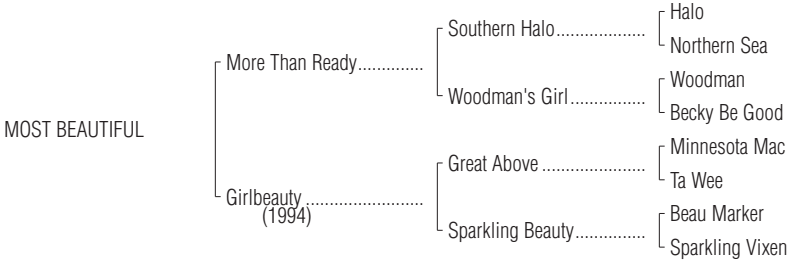 Halo
Southern Halo....................
Northern Sea
More Than Ready...............
Woodman
Woodman's Girl.................
Becky Be Good
MOST BEAUTIFUL
Minnesota Mac
Great Above.......................
Ta Wee
Girlbeauty...........................
(1994)
Beau Marker
Sparkling Beauty................
Sparkling Vixen